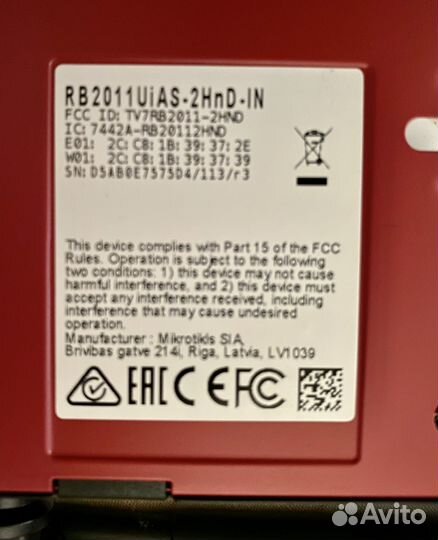 RB2011UiAS-2HnD-IN
FCC ID: TV7RB2011-2HND
IC: 7442A-RB20112HND
E01: 2C: C8: 1B: 39: 37: 2E
W01: 2C: C8: 1B: 39: 37: 39
SN: D5AB0E7575D4/113/r3
This device complies with Part 15 of the FCC
Rules. Operation is subject to the following
two conditions: 1) this device may not cause
harmful interference, and 2) this device must
accept any interference received, including
interference that may cause undesired
operation.
Manufacturer: Mikrotikls SIA,
Brivibas gatve 214i, Riga, Latvia, LV1039
EAC CE FC
Avito